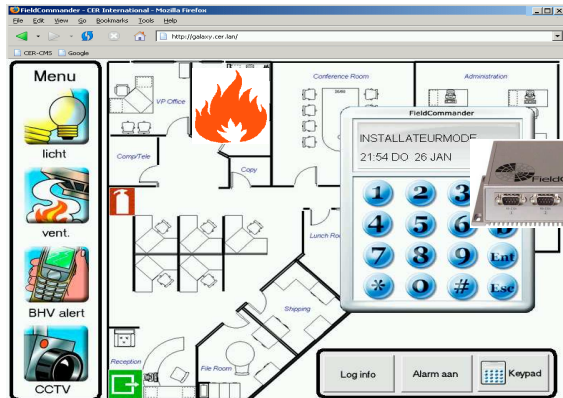 FieldCommander - CER International - Mozilla Firefox
File Edit View Go Bookmarks Tools Help
http://galaxy.cer.lan/
CER-CMS Google
Menu
licht
vent.
BHV alert
CCTV
VP Office
Conference Room
Administration
Comp/Tele
Copy
Lunch
Shipping
Reception
File Room
FieldCommander
INSTALLATEURMODE
21:54 DO 26 JAN
1 2 3
4 5 6
7 8 9 Ent
* 0 # Esc
FieldC
Log info Alarm aan Keypad